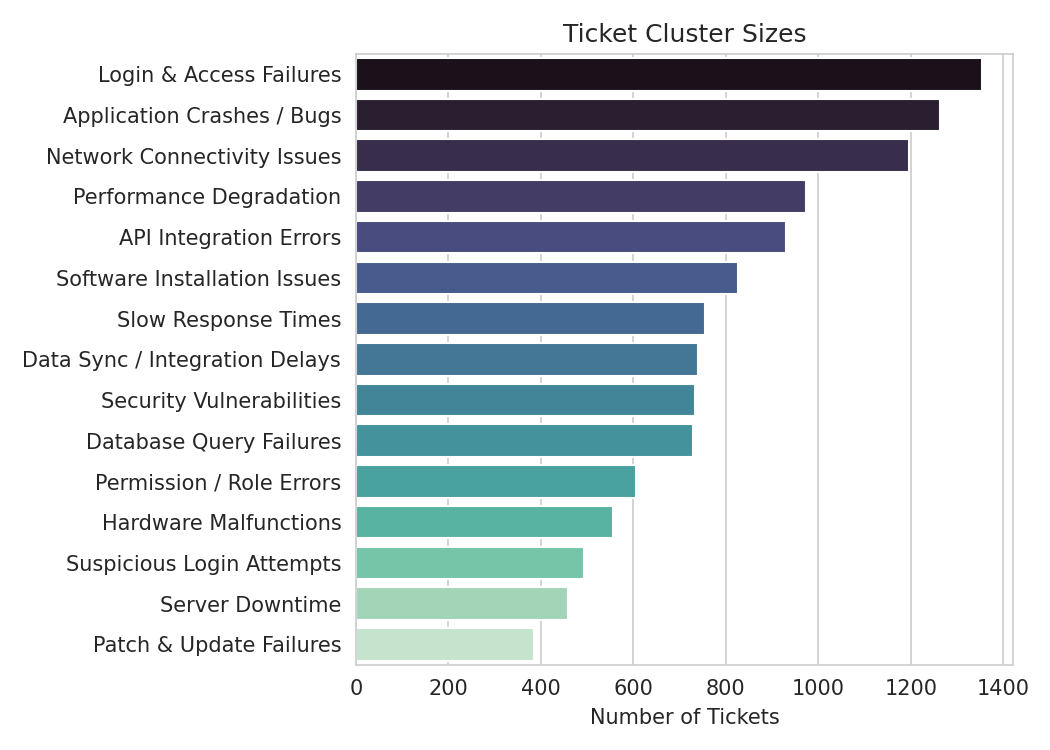 Ticket Cluster Sizes
Login & Access Failures
Application Crashes / Bugs
Network Connectivity Issues
Performance Degradation
API Integration Errors
Software Installation Issues
Slow Response Times
Data Sync / Integration Delays
Security Vulnerabilities
Database Query Failures
Permission / Role Errors
Hardware Malfunctions
Suspicious Login Attempts
Server Downtime
Patch & Update Failures
0 200 400 600 800 1000 1200 1400
Number of Tickets